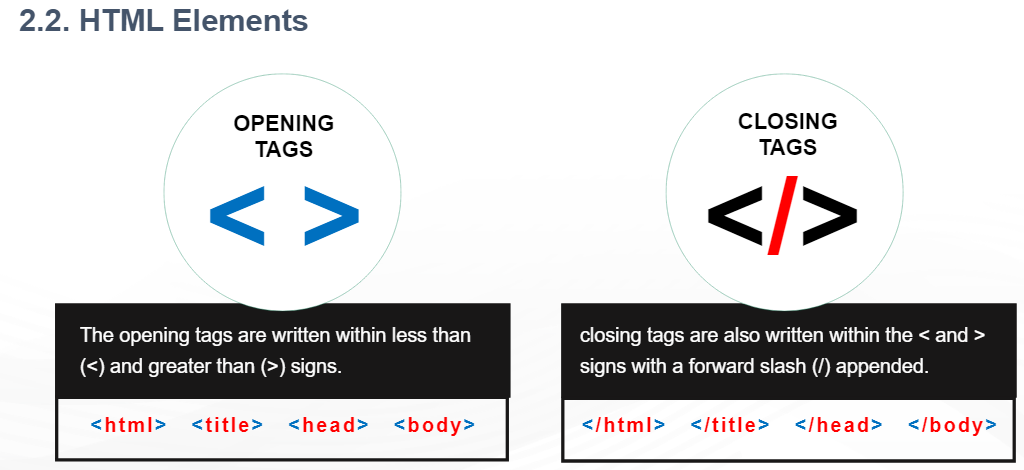 2.2. HTML Elements
OPENING
TAGS
< >
The opening tags are written within less than
(<) and greater than (>) signs.
<html> <title> <head> <body>
CLOSING
TAGS
</>
closing tags are also written within the < and >
signs with a forward slash (/) appended.
</html> </title> </head> </body>